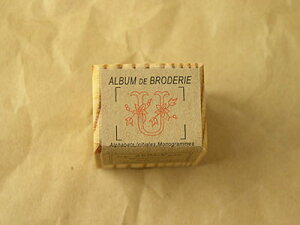 ALBUM DE BRODERIE
U
Alphabets, Initiales, Monogrammes